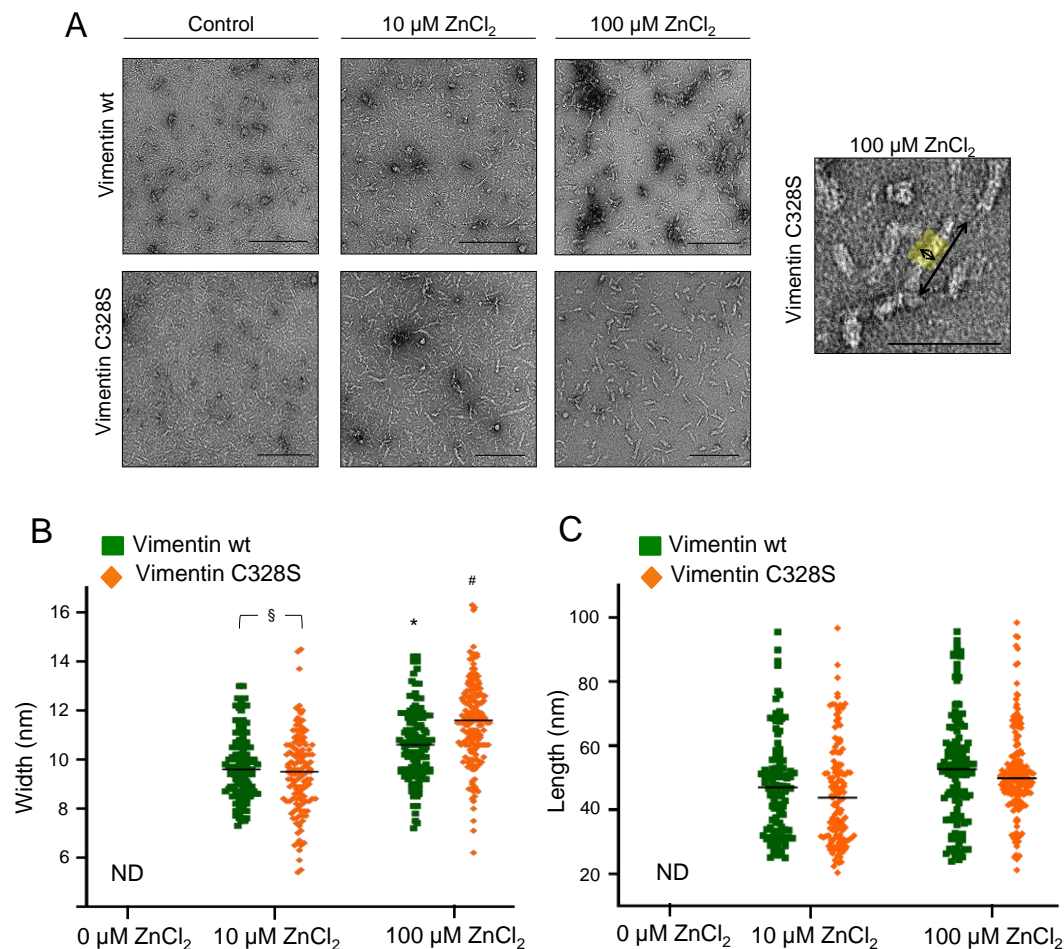 A
Control
10 µM ZnCl₂
100 µM ZnCl₂
Vimentin wt
Vimentin C328S
100 µM ZnCl₂
Vimentin C328S
B
Vimentin wt
Vimentin C328S
Width (nm)
16
14
12
10
8
6
§
*
#
ND
0 µM ZnCl₂
10 µM ZnCl₂
100 µM ZnCl₂
C
Vimentin wt
Vimentin C328S
Length (nm)
100
80
60
40
20
ND
0 µM ZnCl₂
10 µM ZnCl₂
100 µM ZnCl₂